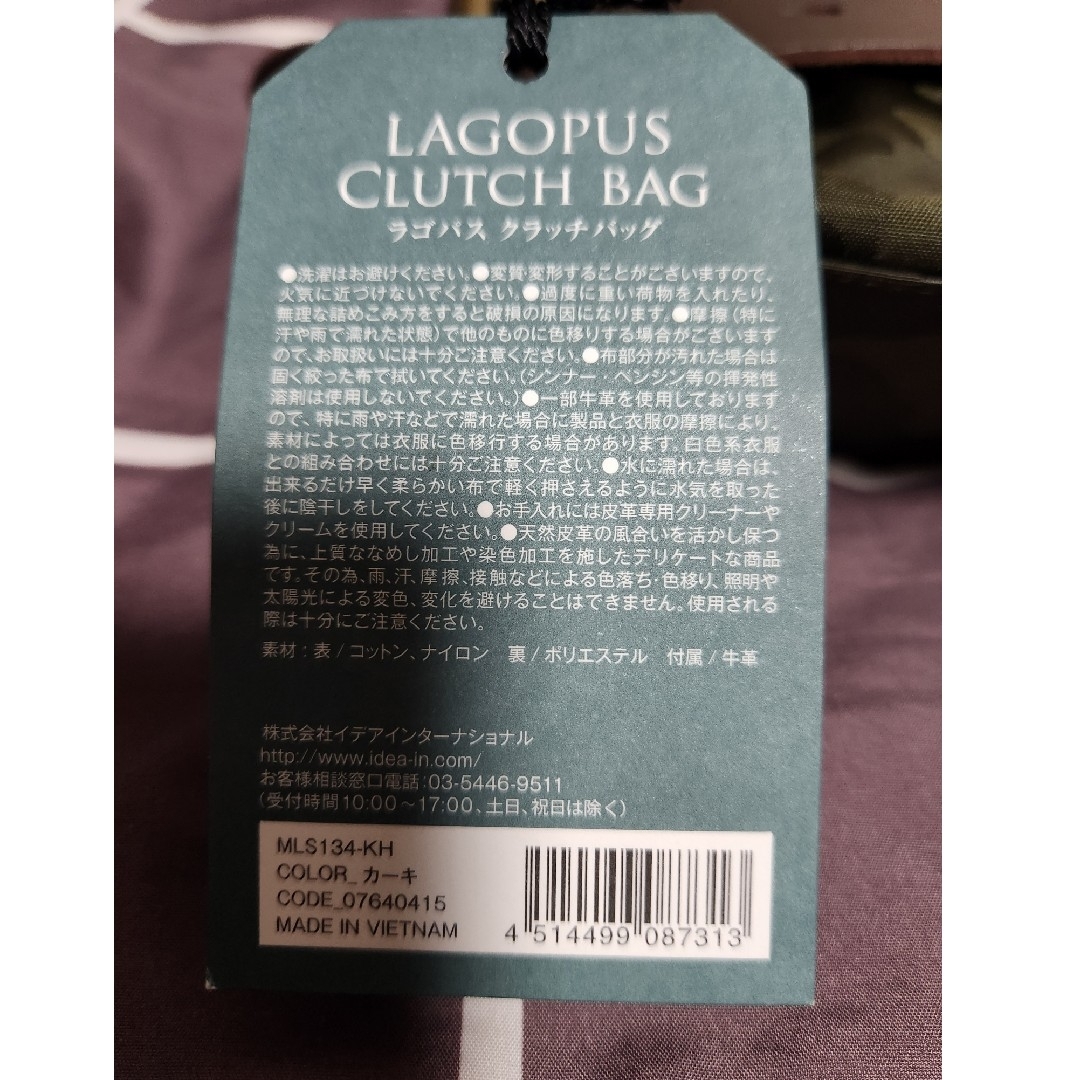 LAGOPUS
CLUTCH BAG
ラゴパス クラッチバッグ
●洗濯はお避けください。●変質・変形することがございますので、
火気に近づけないでください。●過度に重い荷物を入れたり、
無理な詰めこみ方をすると破損の原因になります。●摩擦(特に
汗や雨で濡れた状態)で他のものに色移りする場合がございます
ので、お取扱いには十分ご注意ください。●布部分が汚れた場合は
固く絞った布で拭いてください。(シンナー・ベンジン等の揮発性
溶剤は使用しないでください。)●一部牛革を使用しております
ので、特に雨や汗などで濡れた場合に製品と衣服の摩擦により、
素材によっては衣服に色移行する場合があります。白色系衣服
との組み合わせには十分ご注意ください。●水に濡れた場合は、
出来るだけ早く柔らかい布で軽く押さえるように水気を取った
後に陰干しをしてください。●お手入れには皮革専用クリーナーや
クリームを使用してください。●天然皮革の風合いを活かし保つ
為に、上質ななめし加工や染色加工を施したデリケートな商品
です。その為、雨、汗、摩擦、接触などによる色落ち・色移り、照明や
太陽光による変色、変化を避けることはできません。使用される
際は十分にご注意ください。
素材:表/コットン、ナイロン 裏/ポリエステル 付属/牛革
株式会社イデアインターナショナル
http://www.idea-in.com/
お客様相談窓口電話:03-5446-9511
(受付時間10:00～17:00、土日、祝日は除く)
MLS134-KH
COLOR_カーキ
CODE_07640415
MADE IN VIETNAM
4 514499 087313